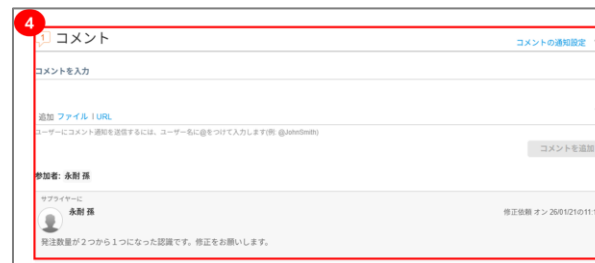 4
1 コメント
コメントの通知設定
コメントを入力
追加 ファイル | URL
ユーザーにコメント通知を送信するには、ユーザー名に@をつけて入力します(例: @JohnSmith)
コメントを追加
参加者: 永耐 孫
サプライヤーに
永耐 孫
修正依頼 オン 26/01/21の11:1
発注数量が２つから１つになった認識です。修正をお願いします。